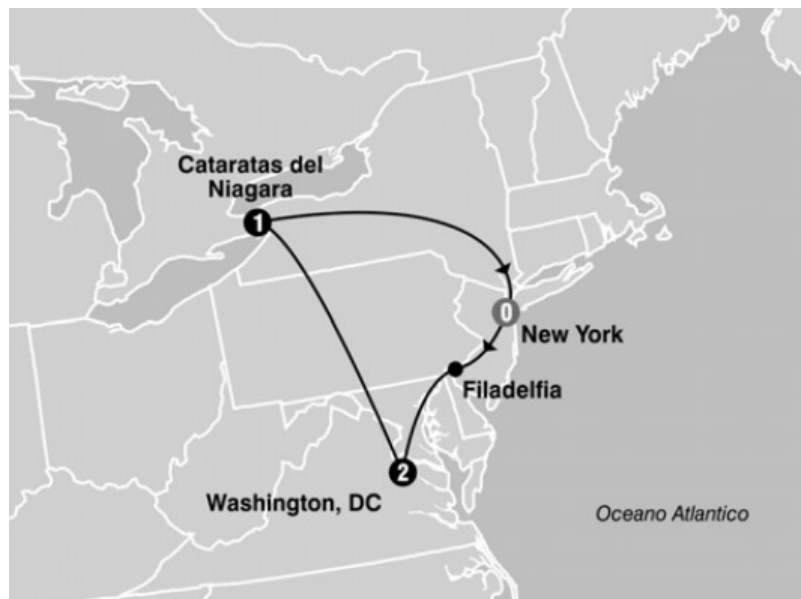 Cataratas del
Niagara
1
0
New York
Filadelfia
2
Washington, DC
Oceano Atlantico